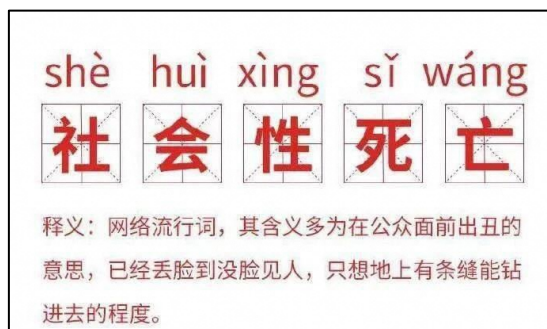 shè huì xìng sǐ wáng
社会性死亡
释义：网络流行词，其含义多为在公众面前出丑的
意思，已经丢脸到没脸见人，只想地上有条缝能钻
进去的程度。